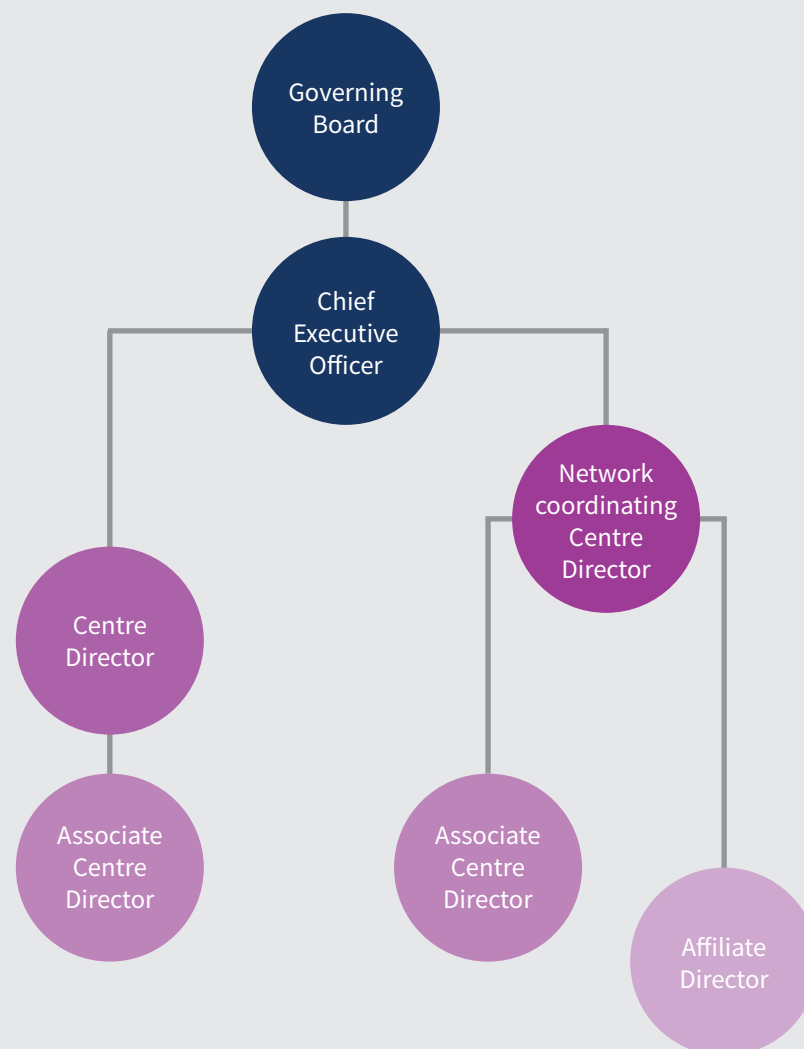 Governing
Board
Chief
Executive
Officer
Network
coordinating
Centre
Director
Centre
Director
Associate
Centre
Director
Associate
Centre
Director
Affiliate
Director